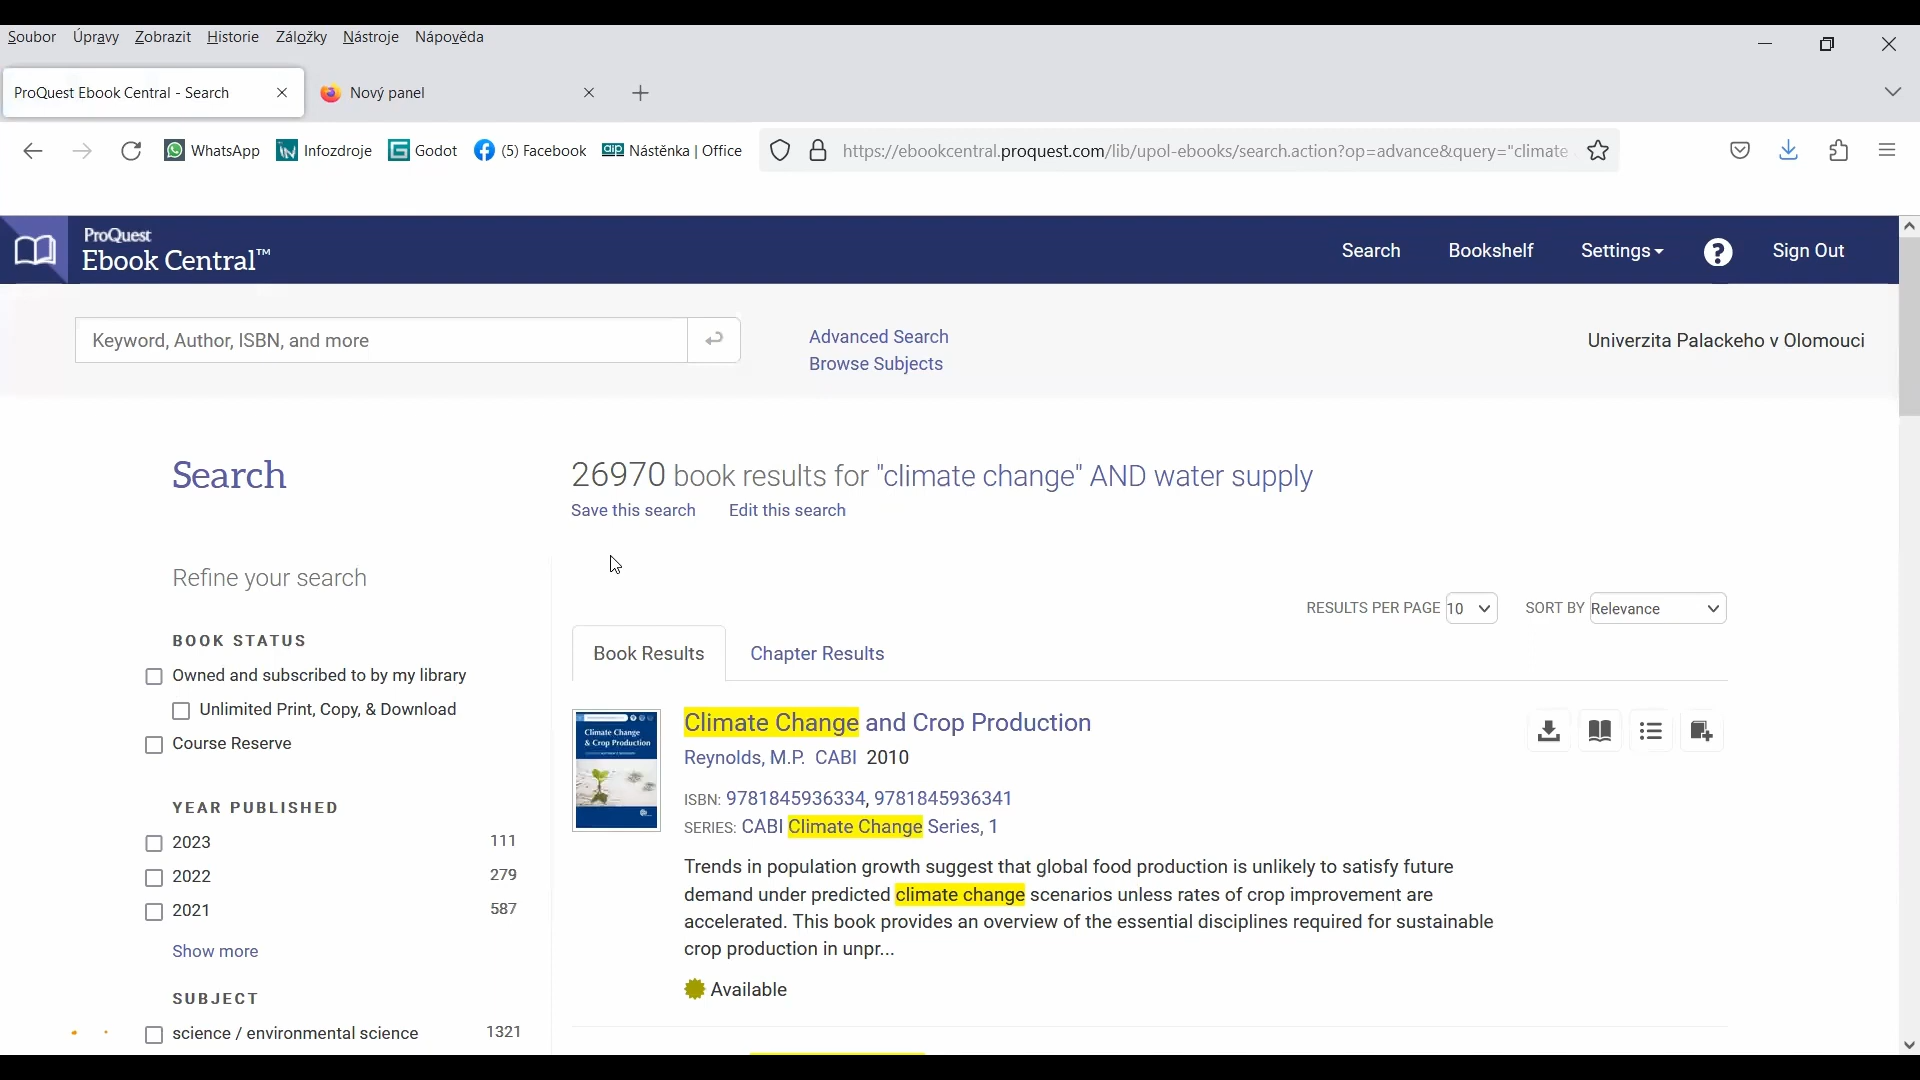 Soubor Úpravy Zobrazit Historie Záložky Nástroje Nápověda
ProQuest Ebook Central - Search
Nový panel
WhatsApp Infozdroje Godot (5) Facebook Nástěnka | Office
https://ebookcentral.proquest.com/lib/upol-ebooks/search.action?op=advance&query="climate
ProQuest
Ebook Central™
Search Bookshelf Settings ? Sign Out
Keyword, Author, ISBN, and more
Advanced Search
Browse Subjects
Univerzita Palackeho v Olomouci
Search
26970 book results for "climate change" AND water supply
Save this search Edit this search
Refine your search
RESULTS PER PAGE 10 SORT BY Relevance
BOOK STATUS
Owned and subscribed to by my library
Unlimited Print, Copy, & Download
Course Reserve
YEAR PUBLISHED
2023 111
2022 279
2021 587
Show more
SUBJECT
science / environmental science 1321
Book Results Chapter Results
Climate Change
& Crop Production
Climate Change and Crop Production
Reynolds, M.P. CABI 2010
ISBN: 9781845936334, 9781845936341
SERIES: CABI Climate Change Series, 1
Trends in population growth suggest that global food production is unlikely to satisfy future
demand under predicted climate change scenarios unless rates of crop improvement are
accelerated. This book provides an overview of the essential disciplines required for sustainable
crop production in unpr...
Available